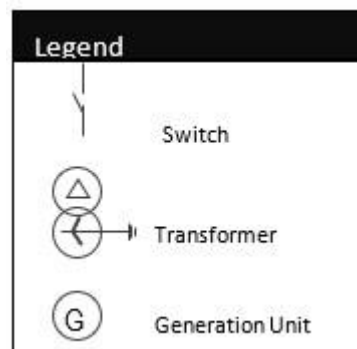 Legend
Switch
Transformer
G
Generation Unit